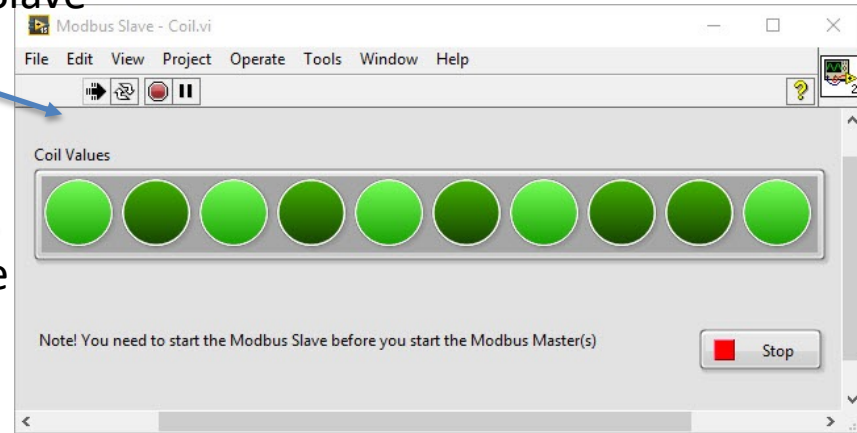 Slave
Modbus Slave - Coil.vi
File Edit View Project Operate Tools Window Help
Coil Values
e
Note! You need to start the Modbus Slave before you start the Modbus Master(s)
Stop